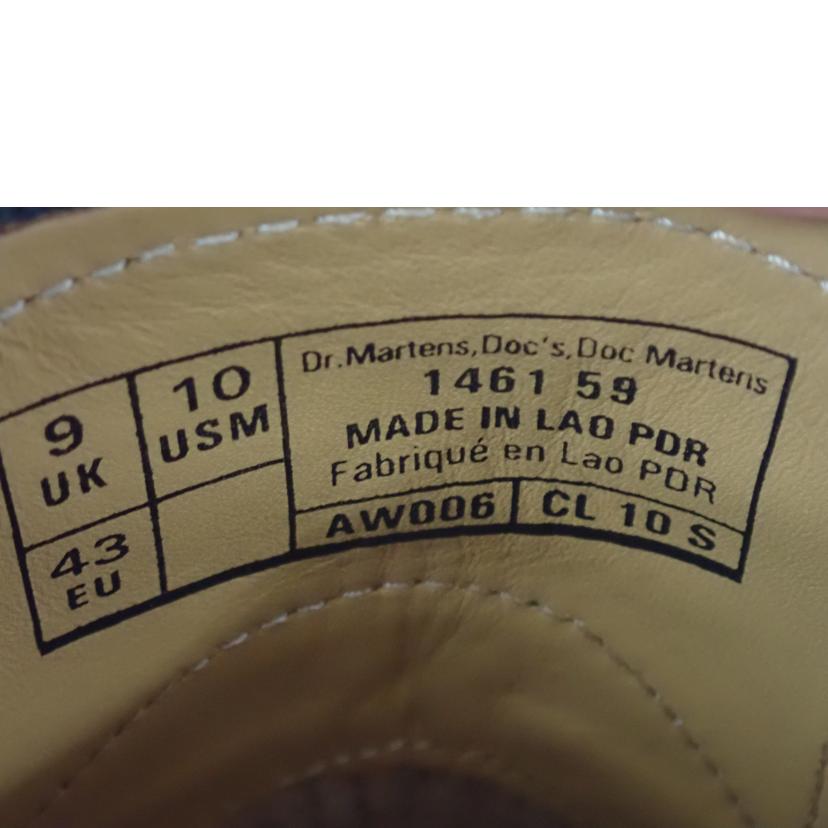 9
UK
10
USM
43
EU
Dr.Martens,Doc's,Doc Martens
1461 59
MADE IN LAO PDR
Fabriqué en Lao PDR
AW006
CL 10 S